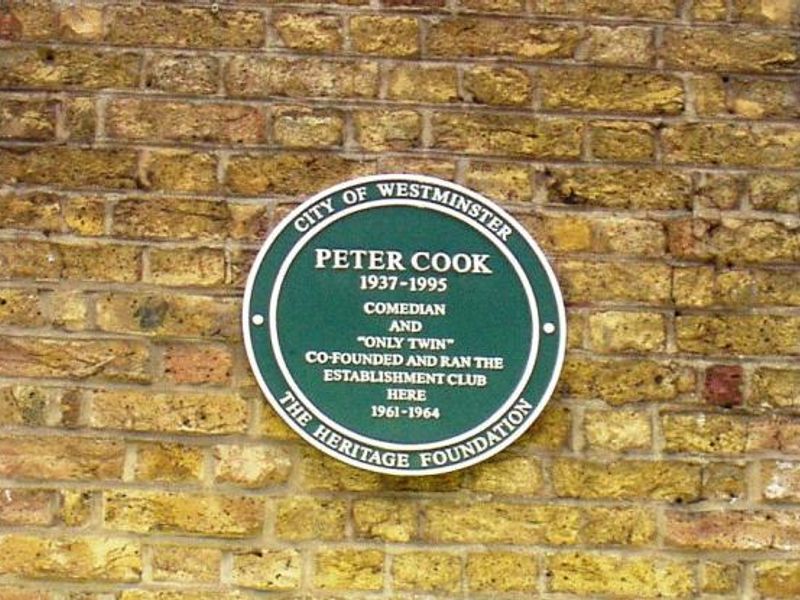 CITY OF WESTMINSTER
PETER COOK
1937-1995
COMEDIAN
AND
"ONLY TWIN"
CO-FOUNDED AND RAN THE
ESTABLISHMENT CLUB
HERE
1961-1964
THE HERITAGE FOUNDATION